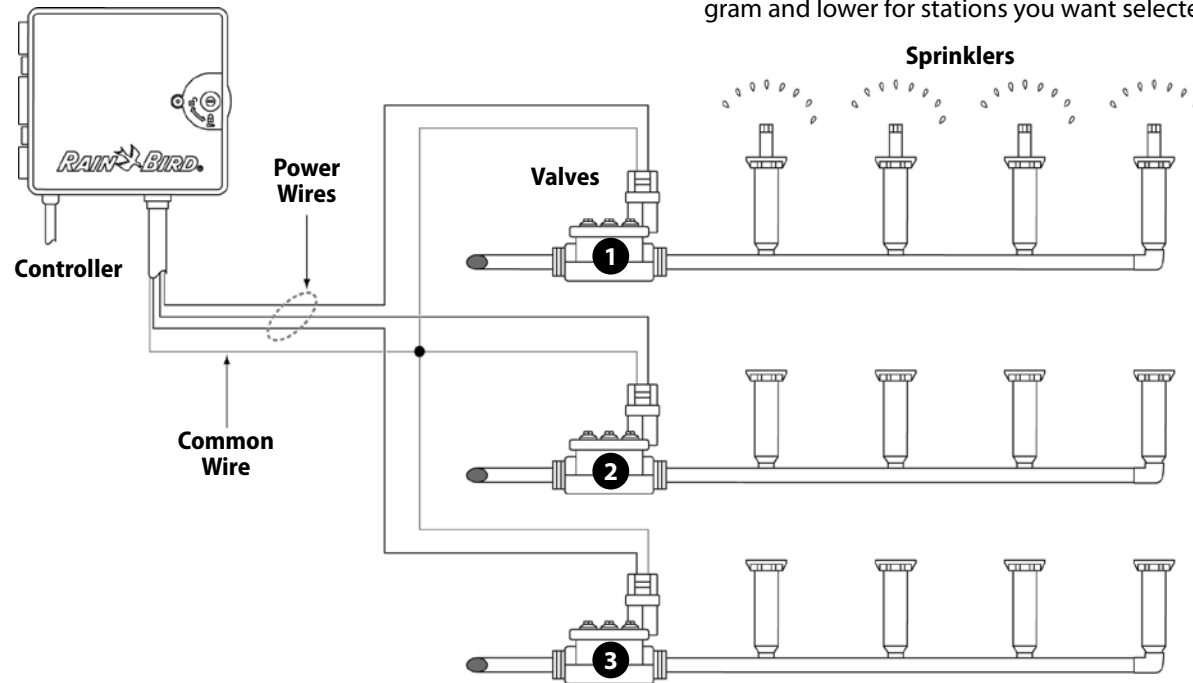 gram and lower for stations you want selecte
Sprinklers
RAIN BIRD.
Power
Wires
Valves
1
Controller
Common
Wire
2
3